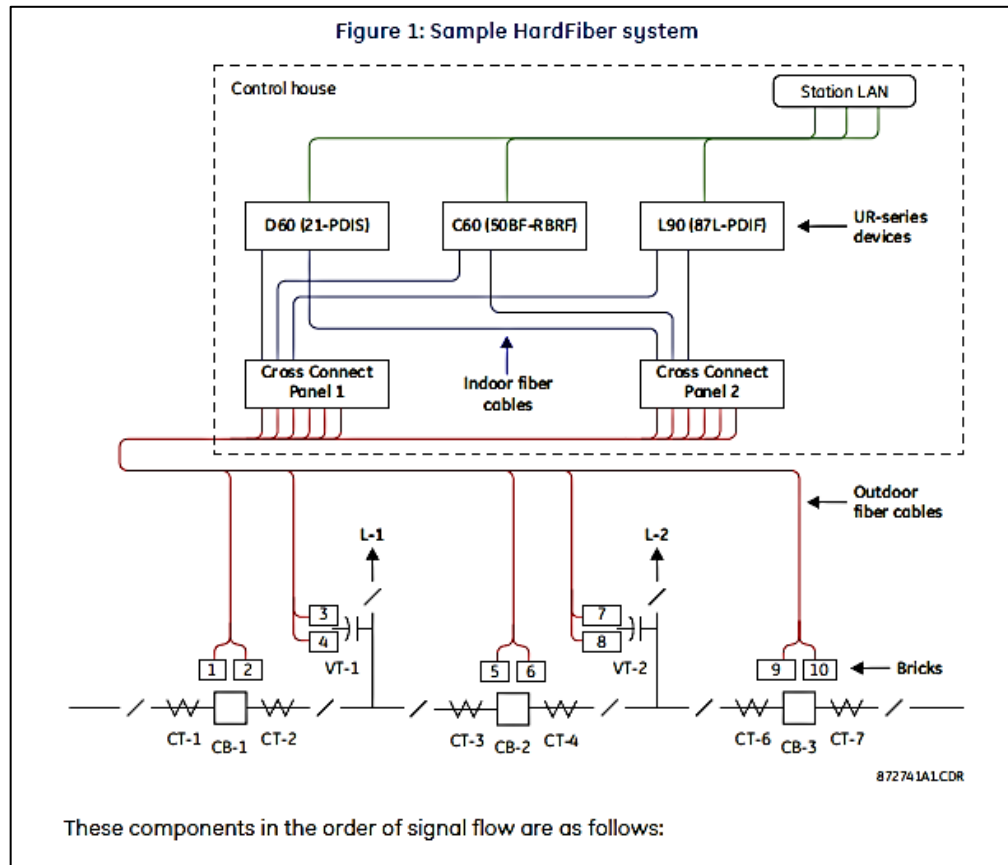 Figure 1: Sample HardFiber system
Control house
Station LAN
D60 (21-PDIS)
C60 (50BF-RBRF)
L90 (87L-PDIF)
UR-series
devices
Cross Connect
Panel 1
Indoor fiber
cables
Cross Connect
Panel 2
Outdoor
fiber cables
L-1
L-2
3
4
VT-1
7
8
VT-2
1
2
5
6
9
10
Bricks
CT-1
CB-1
CT-2
CT-3
CB-2
CT-4
CT-6
CB-3
CT-7
872741A1.CDR
These components in the order of signal flow are as follows: